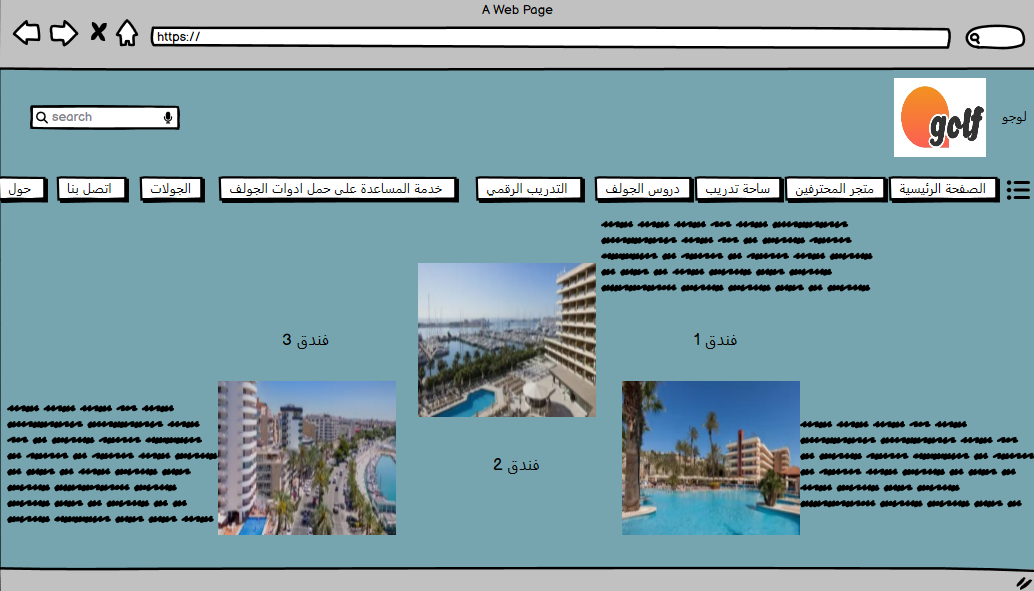 A Web Page
https://
search
golf
لوجو
الصفحة الرئيسية
متجر المحترفين
ساحة تدريب
دروس الجولف
التدريب الرقمي
خدمة المساعدة على حمل ادوات الجولف
الجولات
اتصل بنا
حول
فندق 1
فندق 3
فندق 2